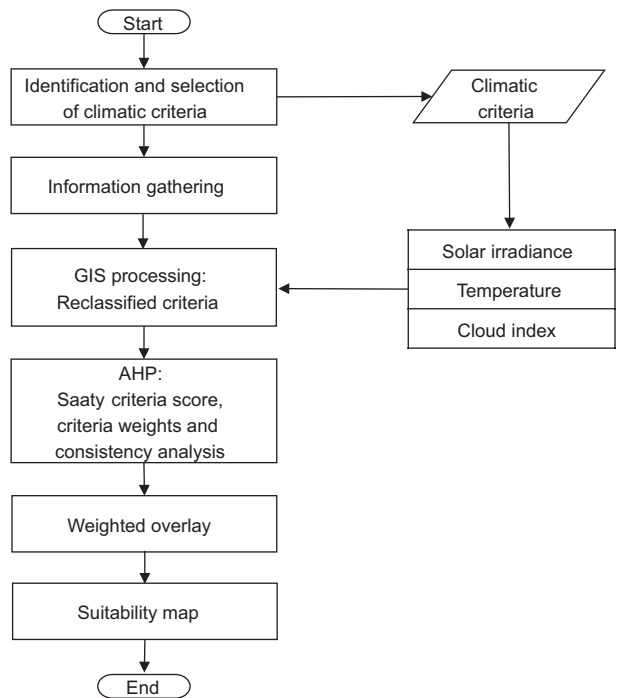 Start
Identification and selection
of climatic criteria
Climatic
criteria
Information gathering
Solar irradiance
Temperature
Cloud index
GIS processing:
Reclassified criteria
AHP:
Saaty criteria score,
criteria weights and
consistency analysis
Weighted overlay
Suitability map
End